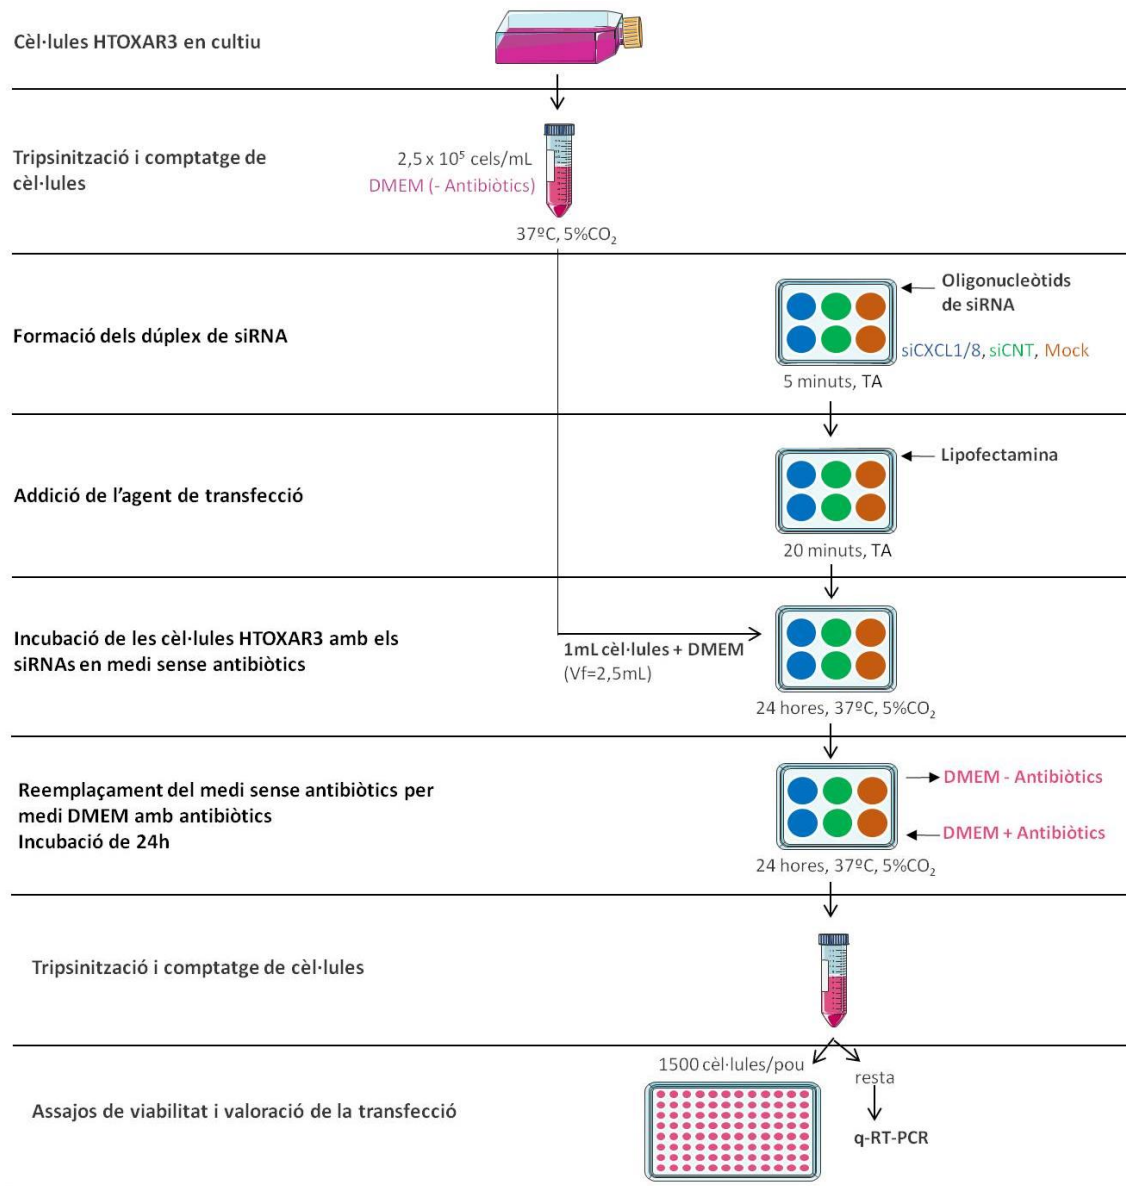 Cèl·lules HTOXAR3 en cultiu
Tripsinització i comptatge de
cèl·lules
2,5 x 10⁵ cels/mL
DMEM (- Antibiòtics)
37ºC, 5%CO₂
Formació dels dúplex de siRNA
Oligonucleòtids
de siRNA
siCXCL1/8, siCNT, Mock
5 minuts, TA
Addició de l'agent de transfecció
Lipofectamina
20 minuts, TA
Incubació de les cèl·lules HTOXAR3 amb els
siRNAs en medi sense antibiòtics
1mL cèl·lules + DMEM
(Vf=2,5mL)
24 hores, 37ºC, 5%CO₂
Reemplaçament del medi sense antibiòtics per
medi DMEM amb antibiòtics
Incubació de 24h
DMEM - Antibiòtics
DMEM + Antibiòtics
24 hores, 37ºC, 5%CO₂
Tripsinització i comptatge de cèl·lules
Assajos de viabilitat i valoració de la transfecció
1500 cèl·lules/pou
resta
q-RT-PCR